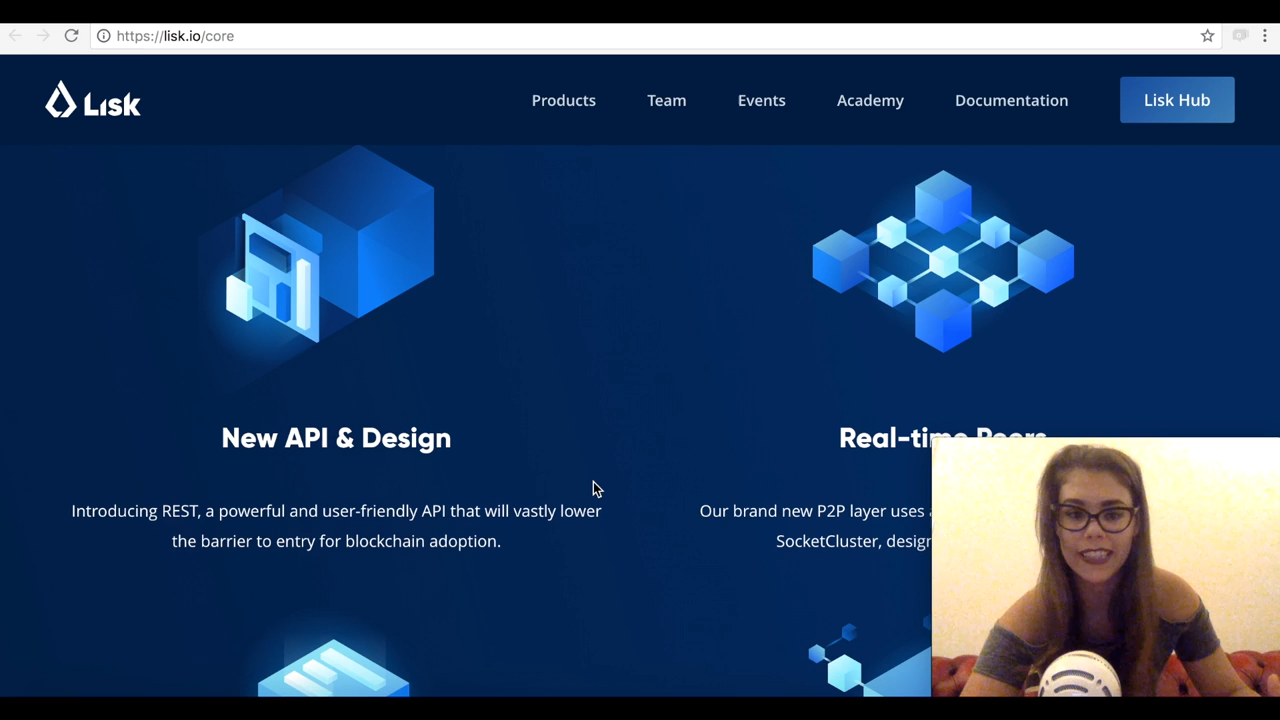 https://lisk.io/core
Lisk
Products
Team
Events
Academy
Documentation
Lisk Hub
New API & Design
Real-time Peers
Introducing REST, a powerful and user-friendly API that will vastly lower
the barrier to entry for blockchain adoption.
Our brand new P2P layer uses
SocketCluster,